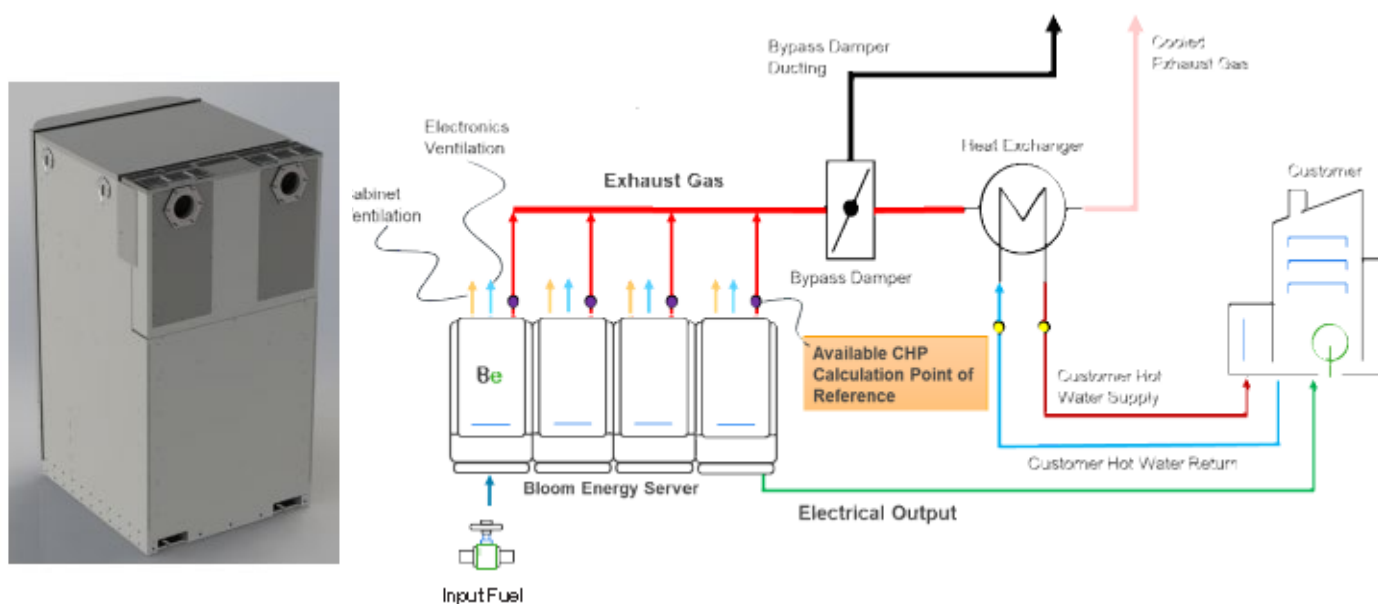 Bypass Damper
Ducting
Cooled
Exhaust Gas
Electronics
Ventilation
Heat Exchanger
Exhaust Gas
Customer
abinet
entilation
Bypass Damper
Available CHP
Calculation Point of
Reference
Be
Customer Hot
Water Supply
Customer Hot Water Return
Bloom Energy Server
Electrical Output
Input Fuel